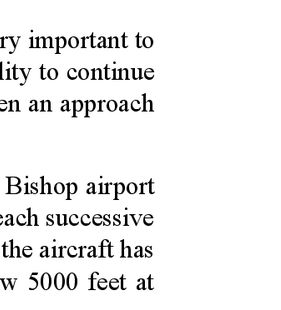 ry important to
lity to continue
en an approach
Bishop airport
each successive
the aircraft has
w 5000 feet at